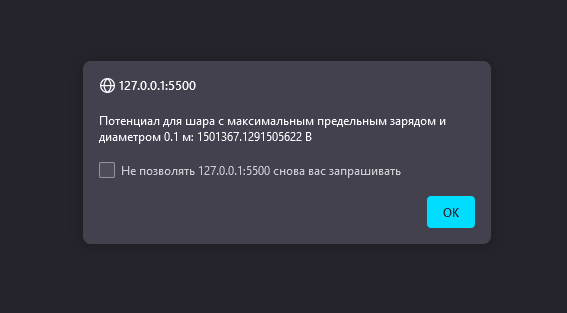 127.0.0.1:5500
Потенциал для шара с максимальным предельным зарядом и
диаметром 0.1 м: 1501367.1291505622 В
Не позволять 127.0.0.1:5500 снова вас запрашивать
OK